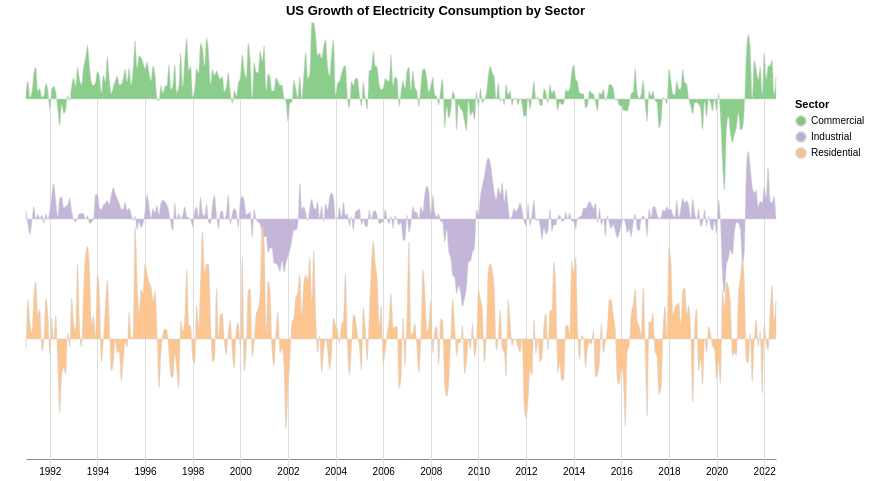 US Growth of Electricity Consumption by Sector
Sector
Commercial
Industrial
Residential
1992 1994 1996 1998 2000 2002 2004 2006 2008 2010 2012 2014 2016 2018 2020 2022